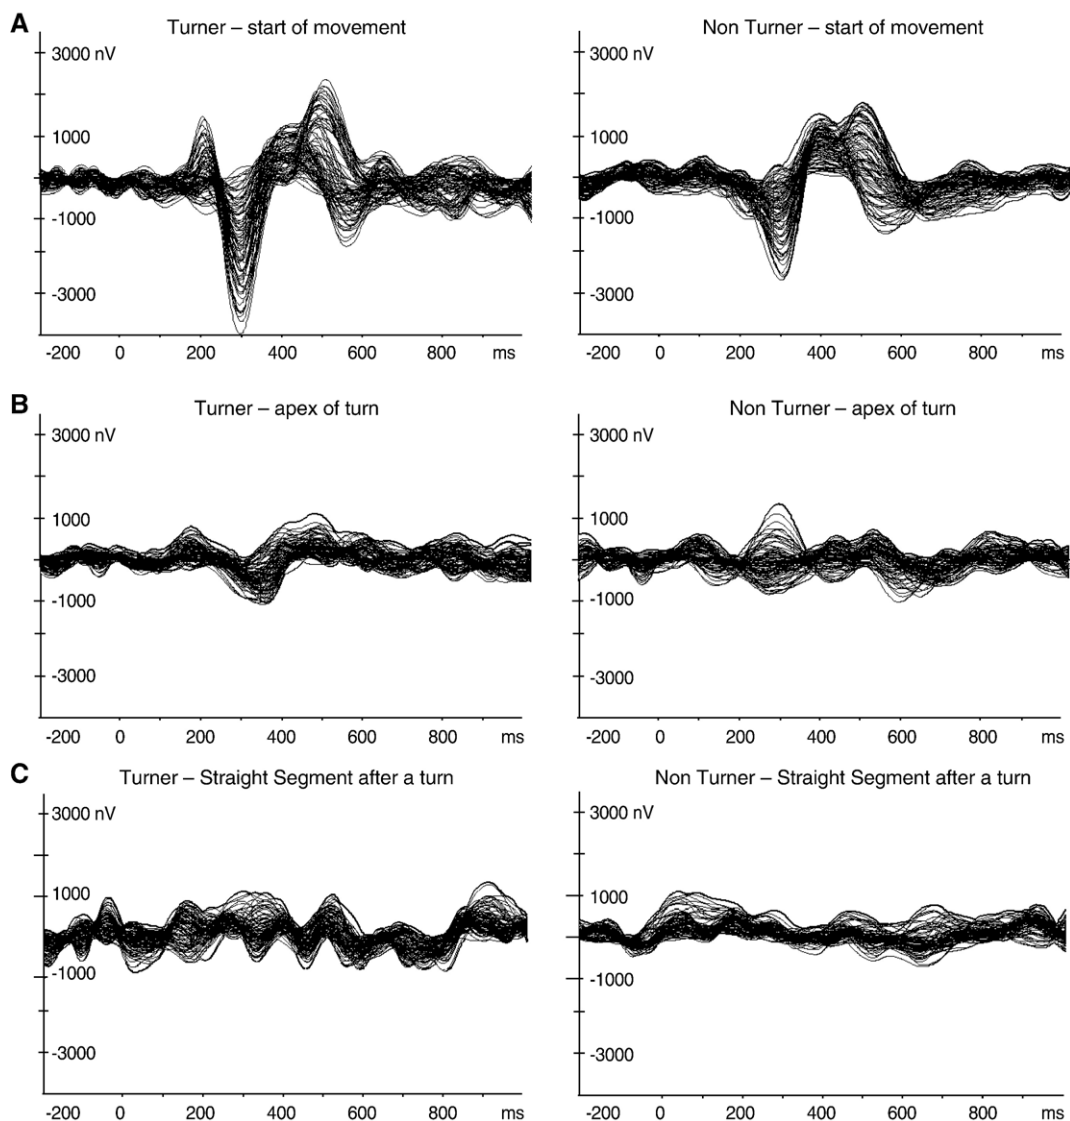 A
Turner – start of movement
Non Turner – start of movement
3000 nV
1000
-1000
-3000
-200 0 200 400 600 800 ms
3000 nV
1000
-1000
-3000
-200 0 200 400 600 800 ms
B
Turner – apex of turn
Non Turner – apex of turn
3000 nV
1000
-1000
-3000
-200 0 200 400 600 800 ms
3000 nV
1000
-1000
-3000
-200 0 200 400 600 800 ms
C
Turner – Straight Segment after a turn
Non Turner – Straight Segment after a turn
3000 nV
1000
-1000
-3000
-200 0 200 400 600 800 ms
3000 nV
1000
-1000
-3000
-200 0 200 400 600 800 ms